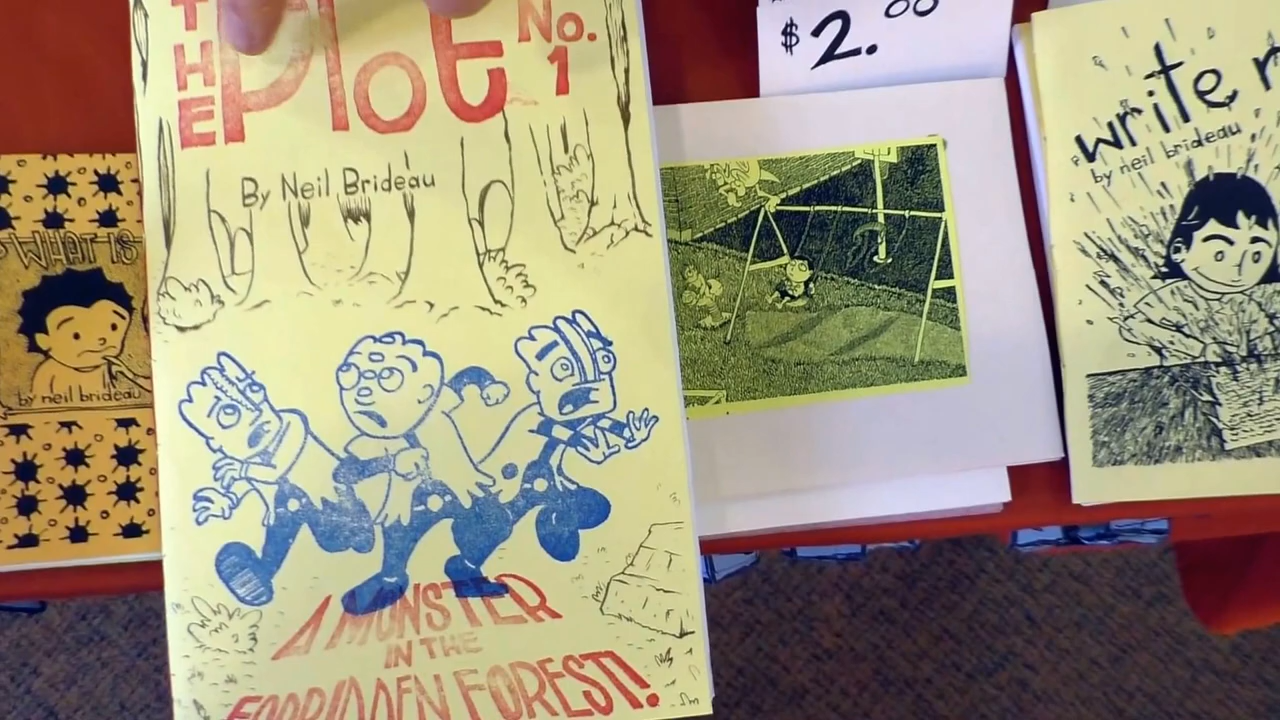 THE PloT No. 1
By Neil Brideau
A MONSTER
IN THE
FORBIDDEN FOREST!
$2.00
WHAT IS
by neil brideau
write
by neil brideau